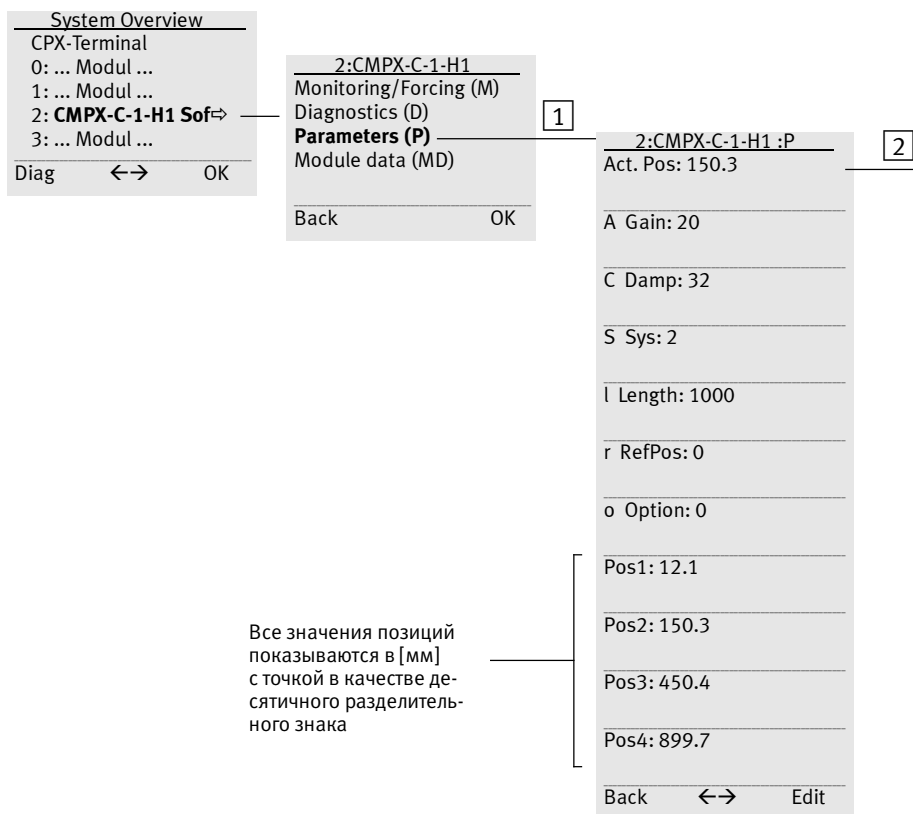 System Overview
CPX-Terminal
0: ... Modul ...
1: ... Modul ...
2: CMPX-C-1-H1 Sof⇨
3: ... Modul ...
Diag ←→ OK
2:CMPX-C-1-H1
Monitoring/Forcing (M)
Diagnostics (D)
Parameters (P)
Module data (MD)
Back OK
1
2:CMPX-C-1-H1 :P
2
Act. Pos: 150.3
A Gain: 20
C Damp: 32
S Sys: 2
l Length: 1000
r RefPos: 0
o Option: 0
Pos1: 12.1
Pos2: 150.3
Pos3: 450.4
Pos4: 899.7
Back ←→ Edit
Все значения позиций
показываются в [мм]
с точкой в качестве де-
сятичного разделитель-
ного знака